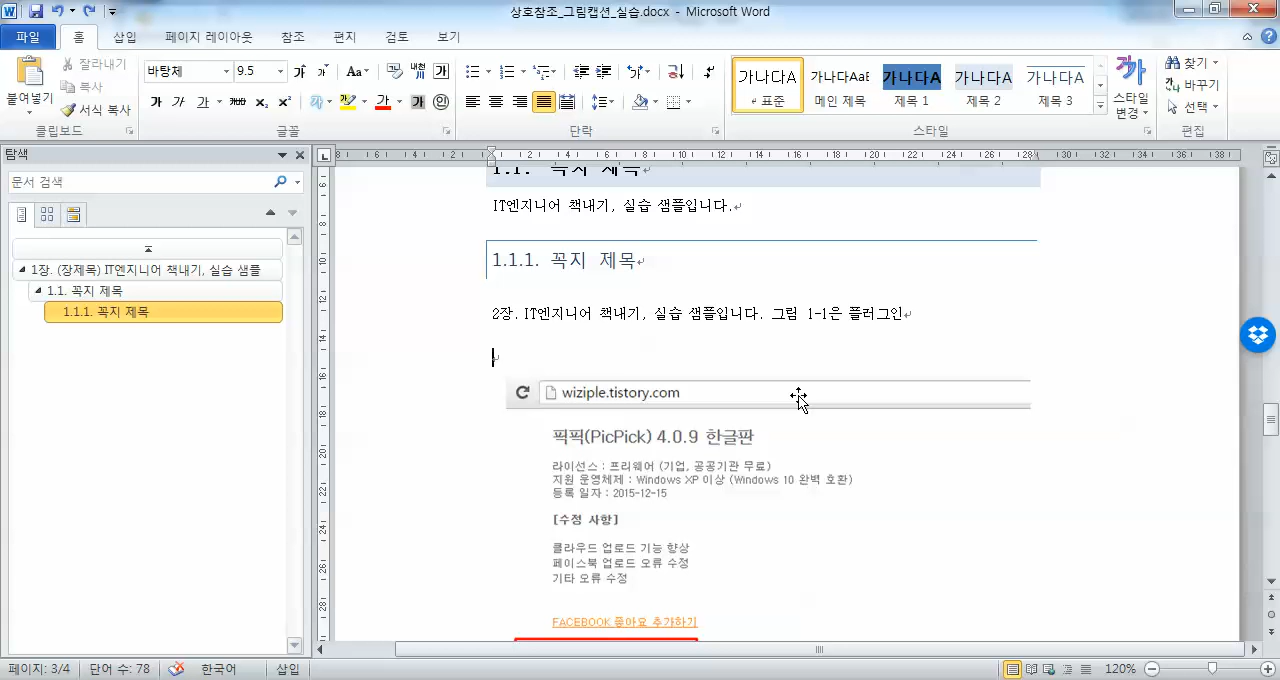 상호참조_그림캡션_실습.docx - Microsoft Word
파일 홈 삽입 페이지 레이아웃 참조 편지 검토 보기
붙여넣기 잘라내기 복사 서식 복사 클립보드
바탕체 9.5 글꼴
단락
가나다A 표준 가나다A 메인 제목 가나다A 제목 1 가나다A 제목 2 가나다A 제목 3 스타일 변경 스타일
찾기 바꾸기 선택 편집
탐색
문서 검색
1장. (장제목) IT엔지니어 책내기, 실습 샘플
1.1. 꼭지 제목
1.1.1. 꼭지 제목
1.1. 꼭지 제목
IT엔지니어 책내기, 실습 샘플입니다.
1.1.1. 꼭지 제목
2장. IT엔지니어 책내기, 실습 샘플입니다. 그림 1-1은 플러그인
wiziple.tistory.com
픽픽(PicPick) 4.0.9 한글판
라이선스 : 프리웨어 (기업, 공공기관 무료)
지원 운영체제 : Windows XP 이상 (Windows 10 완벽 호환)
등록 일자 : 2015-12-15
[수정 사항]
클라우드 업로드 기능 향상
페이스북 업로드 오류 수정
기타 오류 수정
FACEBOOK 좋아요 추가하기
페이지: 3/4 단어 수: 78 한국어 삽입 120%